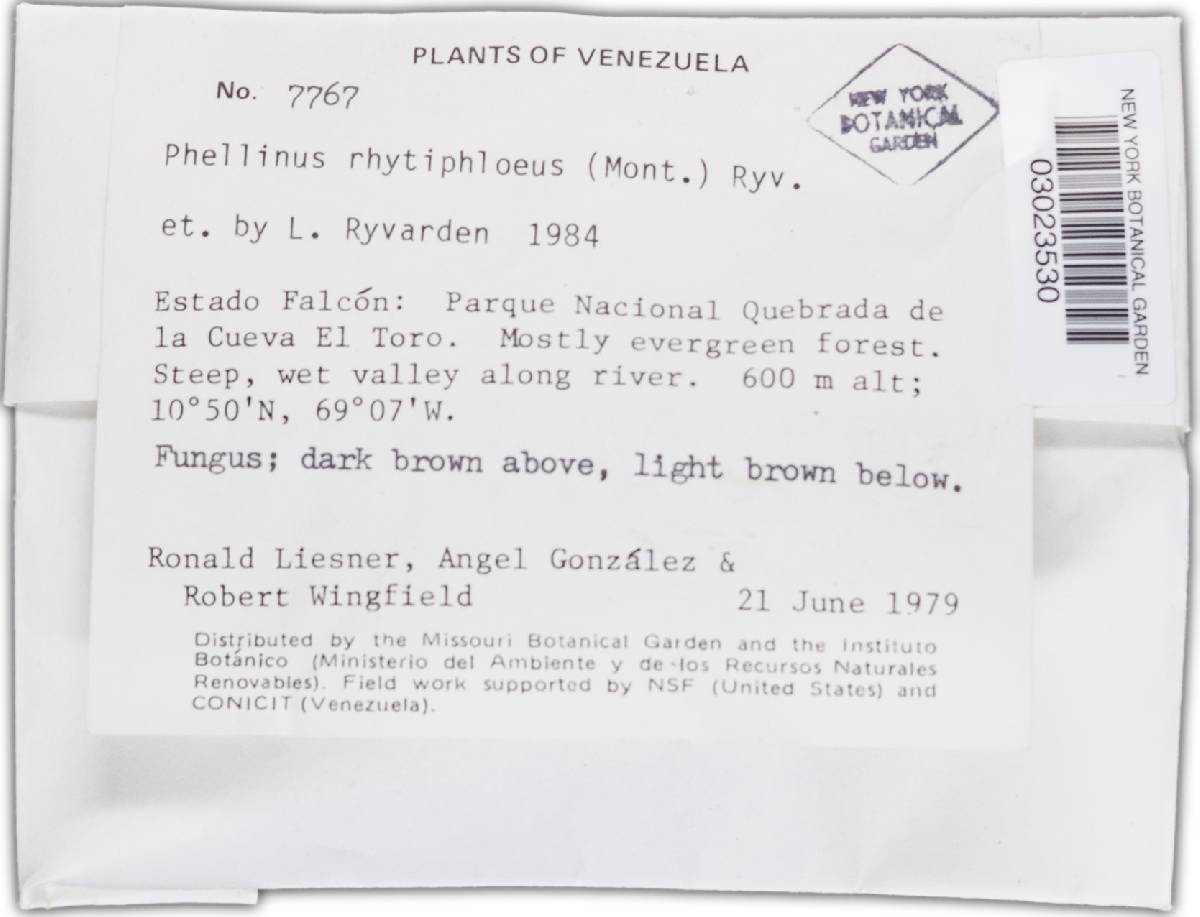 PLANTS OF VENEZUELA
No. 7767
NEW YORK
BOTANICAL
GARDEN
Phellinus rhytiphloeus (Mont.) Ryv.
et. by L. Ryvarden 1984
Estado Falcón: Parque Nacional Quebrada de
la Cueva El Toro. Mostly evergreen forest.
Steep, wet valley along river. 600 m alt;
10°50'N, 69°07'W.
Fungus; dark brown above, light brown below.
Ronald Liesner, Angel González &
Robert Wingfield 21 June 1979
Distributed by the Missouri Botanical Garden and the Instituto
Botánico (Ministerio del Ambiente y de los Recursos Naturales
Renovables). Field work supported by NSF (United States) and
CONICIT (Venezuela).
NEW YORK BOTANICAL GARDEN
03023530